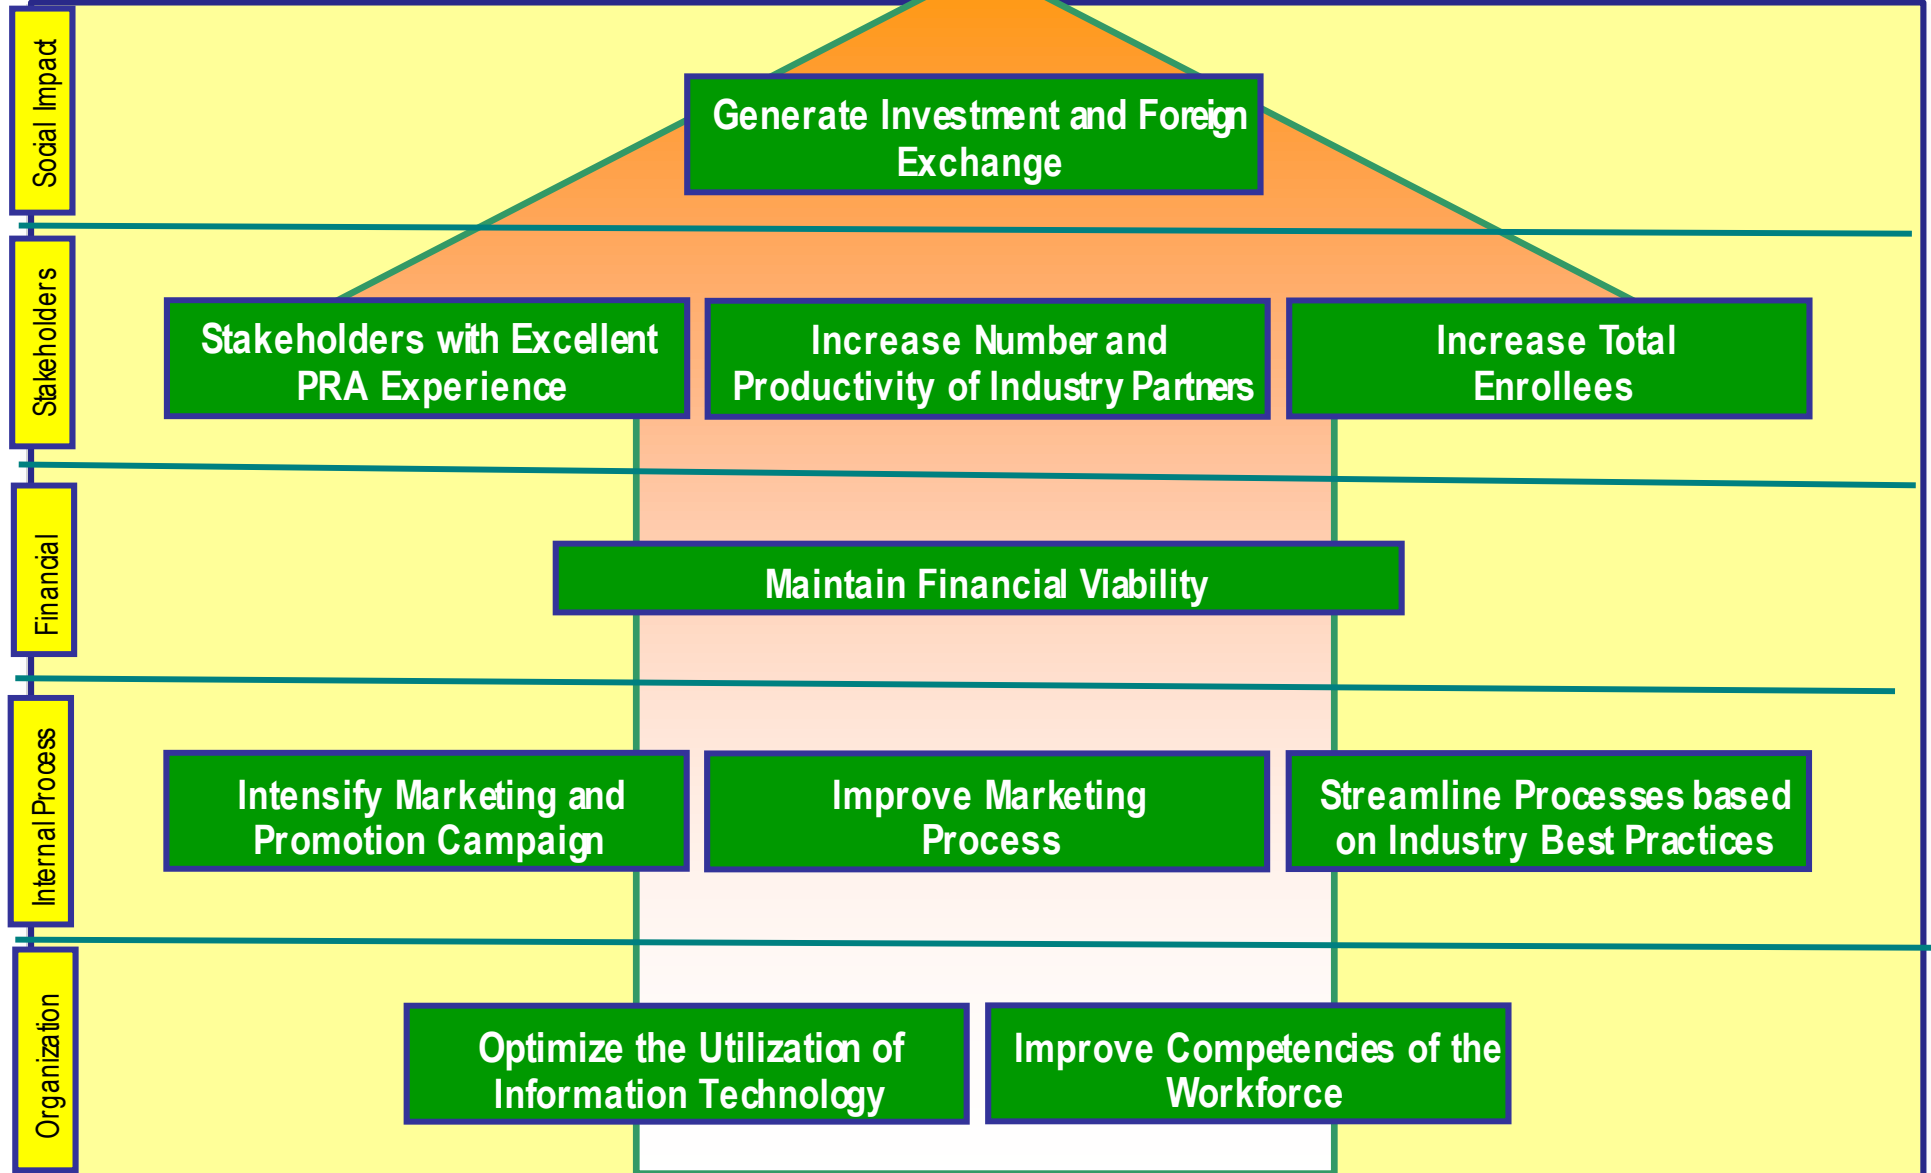 Social Impact
Generate Investment and Foreign
Exchange
Stakeholders
Stakeholders with Excellent
PRA Experience
Increase Number and
Productivity of Industry Partners
Increase Total
Enrollees
Financial
Maintain Financial Viability
Internal Process
Intensify Marketing and
Promotion Campaign
Improve Marketing
Process
Streamline Processes based
on Industry Best Practices
Organization
Optimize the Utilization of
Information Technology
Improve Competencies of the
Workforce